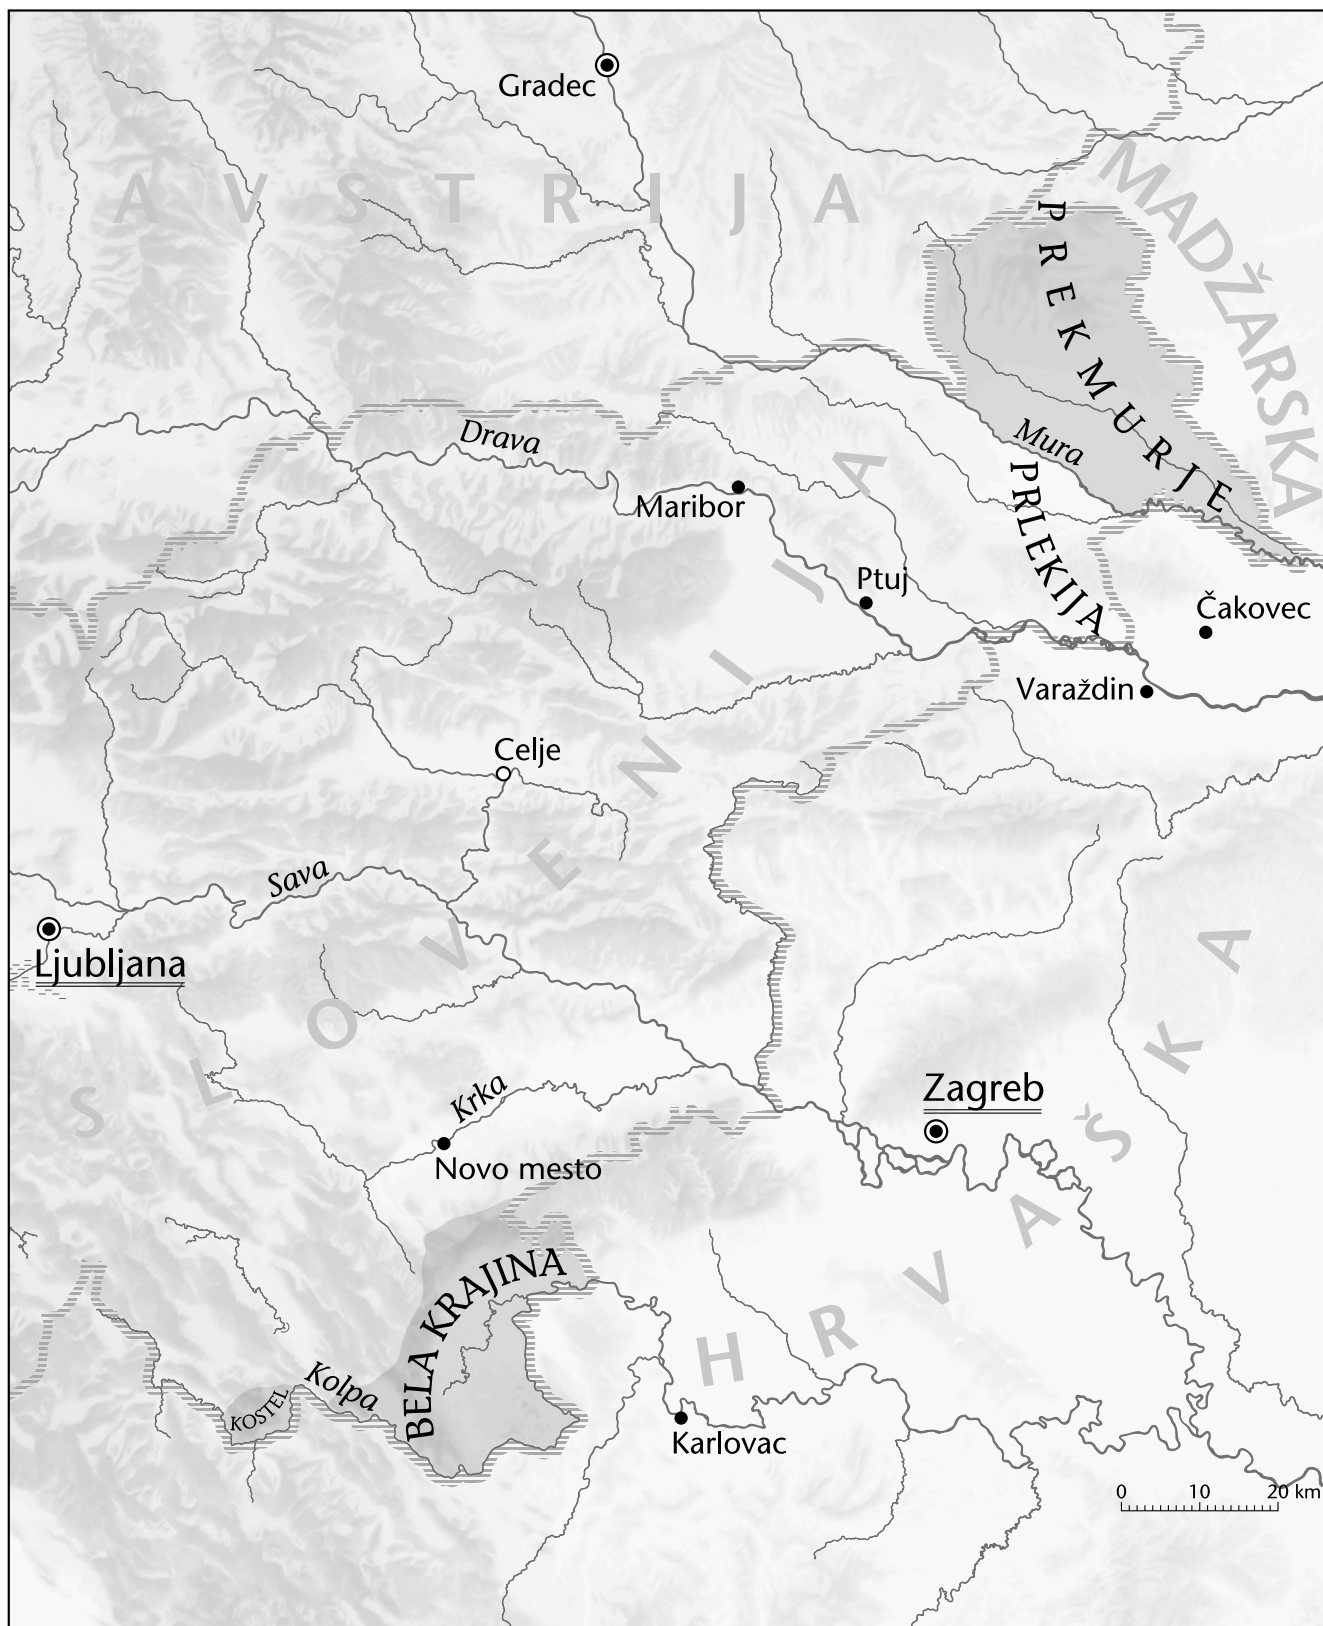 Gradec
AVSTRIJA
MADŽARSKA
PREKMURJE
Drava
Mura
Maribor
PRLEKIJA
Ptuj
Čakovec
Varaždin
Celje
SLOVENIJA
Sava
Ljubljana
Krka
Zagreb
Novo mesto
HRVAŠKA
BELA KRAJINA
Kolpa
KOSTEL
Karlovac
0 10 20 km